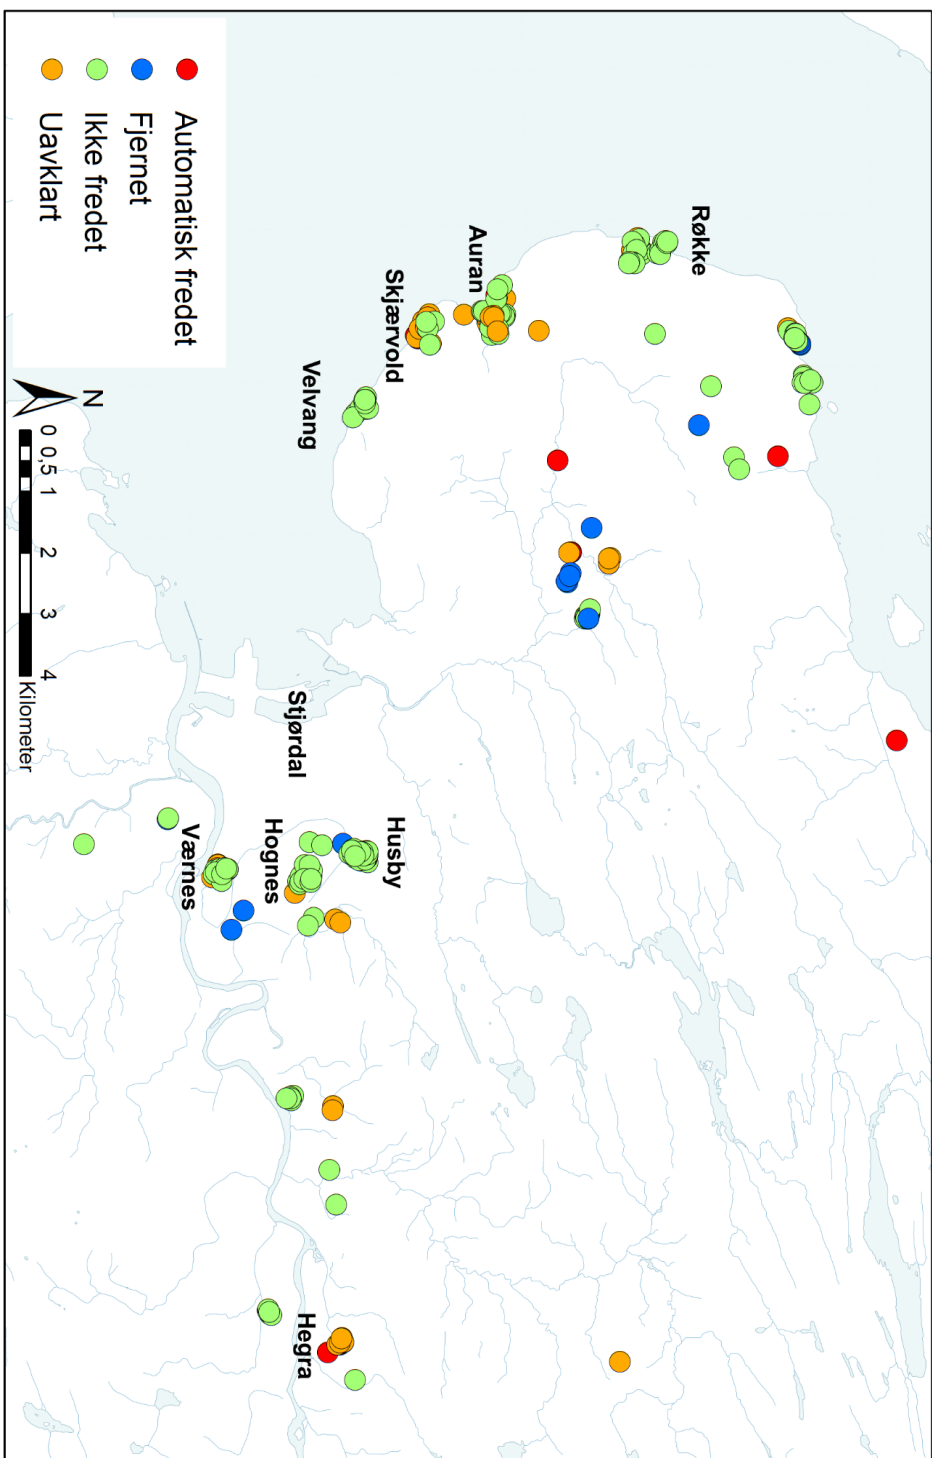 Røkke
Auran
Skjærvold
Velvang
Husby
Stjørdal
Hognes
Værnes
Hegra
Automatisk fredet
Fjernet
Ikke fredet
Uavklart
N
0 0,5 1 2 3 4
Kilometer